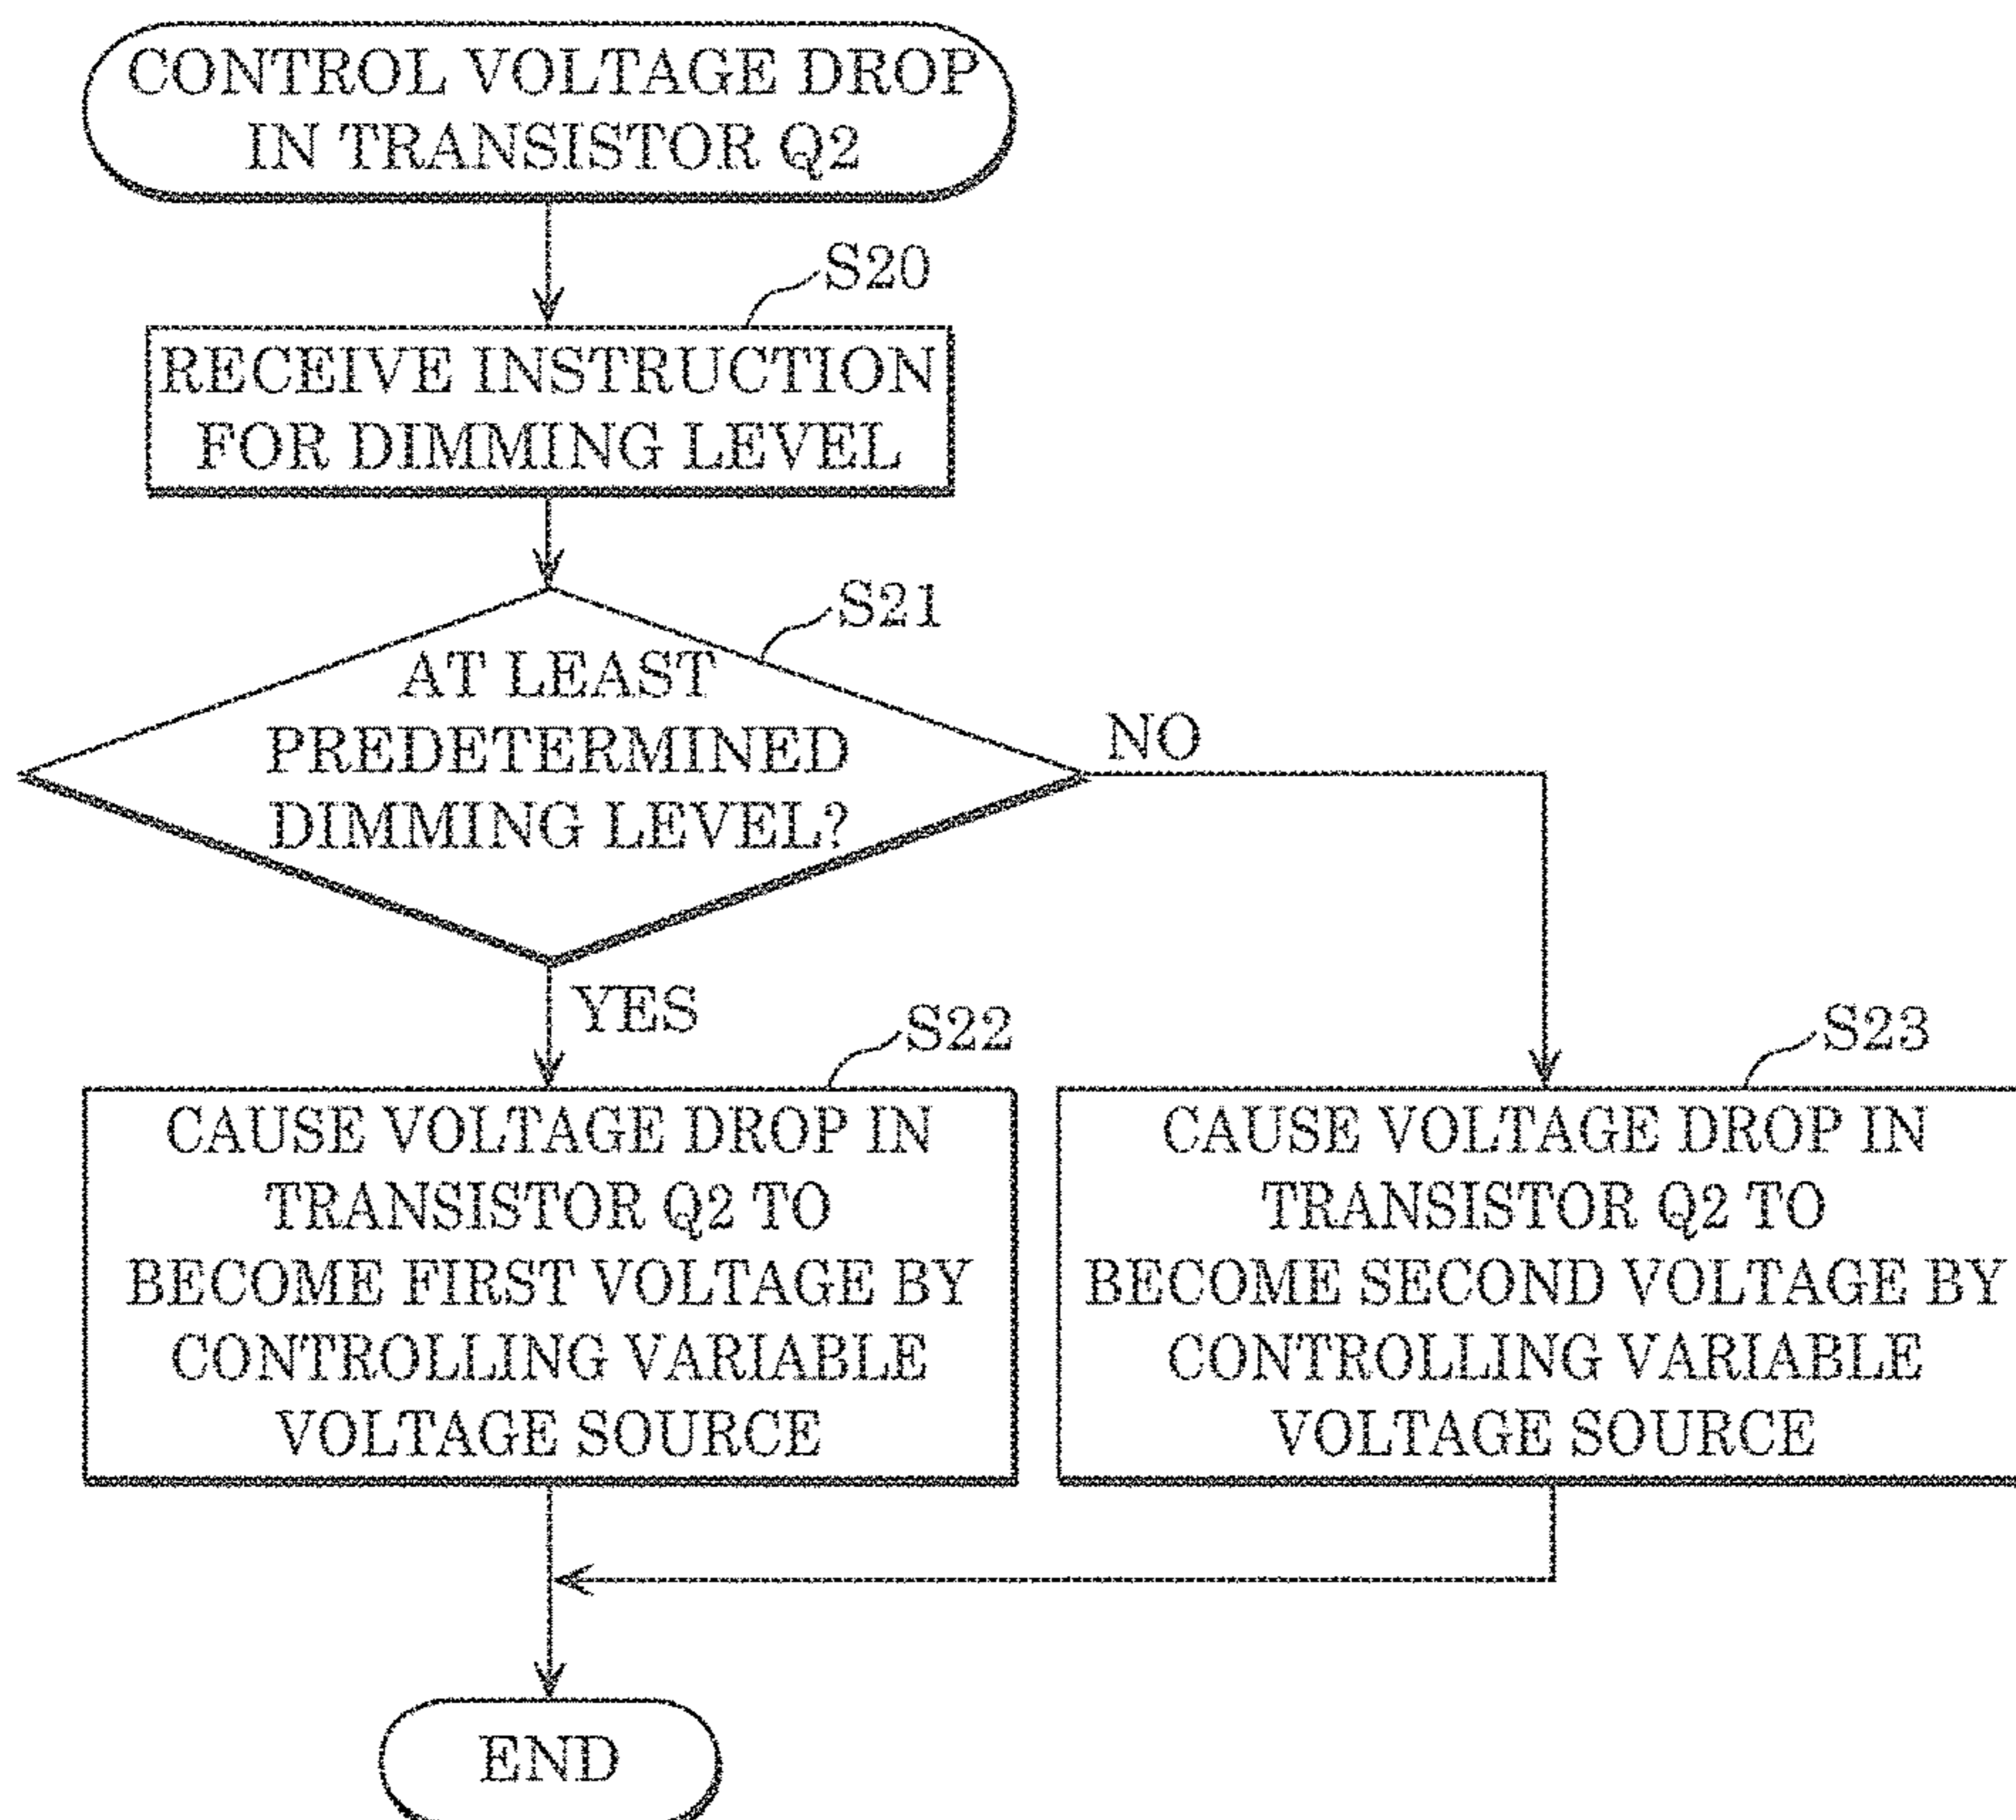 CONTROL VOLTAGE DROP
IN TRANSISTOR Q2
S20
RECEIVE INSTRUCTION
FOR DIMMING LEVEL
S21
AT LEAST
PREDETERMINED
DIMMING LEVEL?
NO
YES
S22
CAUSE VOLTAGE DROP IN
TRANSISTOR Q2 TO
BECOME FIRST VOLTAGE BY
CONTROLLING VARIABLE
VOLTAGE SOURCE
S23
CAUSE VOLTAGE DROP IN
TRANSISTOR Q2 TO
BECOME SECOND VOLTAGE BY
CONTROLLING VARIABLE
VOLTAGE SOURCE
END